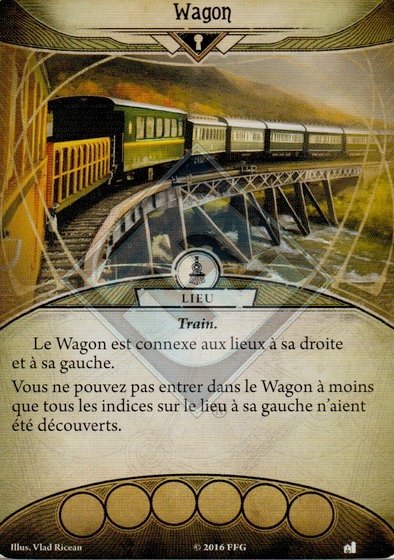 Wagon
LIEU
Train.
Le Wagon est connexe aux lieux à sa droite
et à sa gauche.
Vous ne pouvez pas entrer dans le Wagon à moins
que tous les indices sur le lieu à sa gauche n'aient
été découverts.
Illus. Vlad Ricean
© 2016 FFG